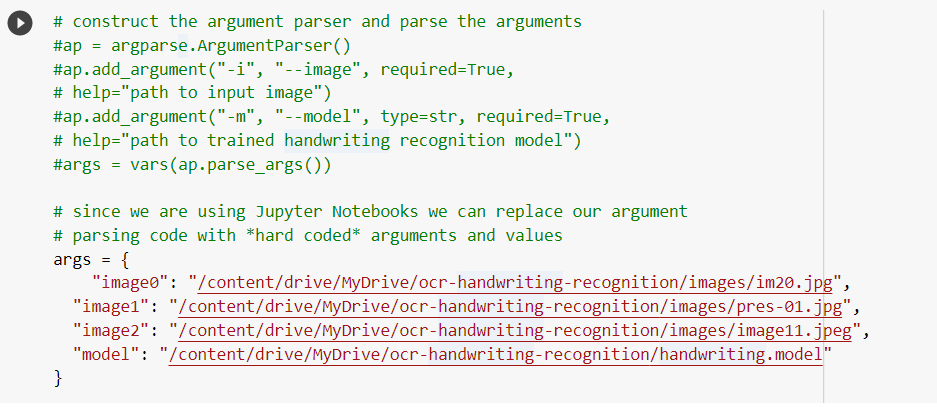 # construct the argument parser and parse the arguments
#ap = argparse.ArgumentParser()
#ap.add_argument("-i", "--image", required=True,
# help="path to input image")
#ap.add_argument("-m", "--model", type=str, required=True,
# help="path to trained handwriting recognition model")
#args = vars(ap.parse_args())

# since we are using Jupyter Notebooks we can replace our argument
# parsing code with *hard coded* arguments and values
args = {
    "image0": "/content/drive/MyDrive/ocr-handwriting-recognition/images/im20.jpg",
  "image1": "/content/drive/MyDrive/ocr-handwriting-recognition/images/pres-01.jpg",
  "image2": "/content/drive/MyDrive/ocr-handwriting-recognition/images/image11.jpeg",
  "model": "/content/drive/MyDrive/ocr-handwriting-recognition/handwriting.model"
}